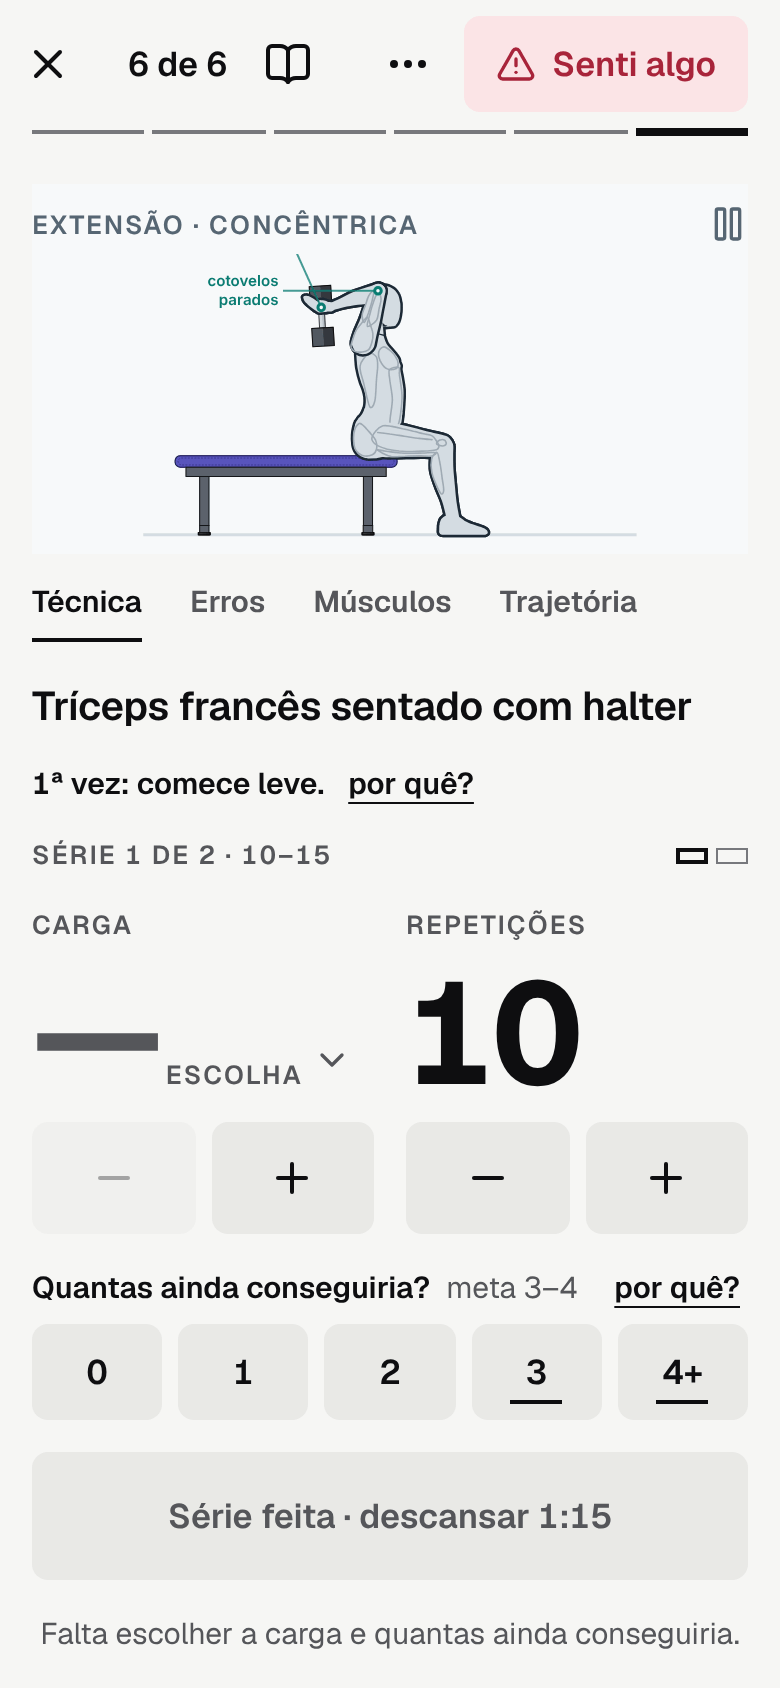 6 de 6
Senti algo
EXTENSÃO · CONCÊNTRICA
cotovelos
parados
Técnica
Erros
Músculos
Trajetória
Tríceps francês sentado com halter
1ª vez: comece leve. por quê?
SÉRIE 1 DE 2 · 10–15
CARGA
REPETIÇÕES
— ESCOLHA
10
− +
− +
Quantas ainda conseguiria? meta 3–4 por quê?
0 1 2 3 4+
Série feita · descansar 1:15
Falta escolher a carga e quantas ainda conseguiria.